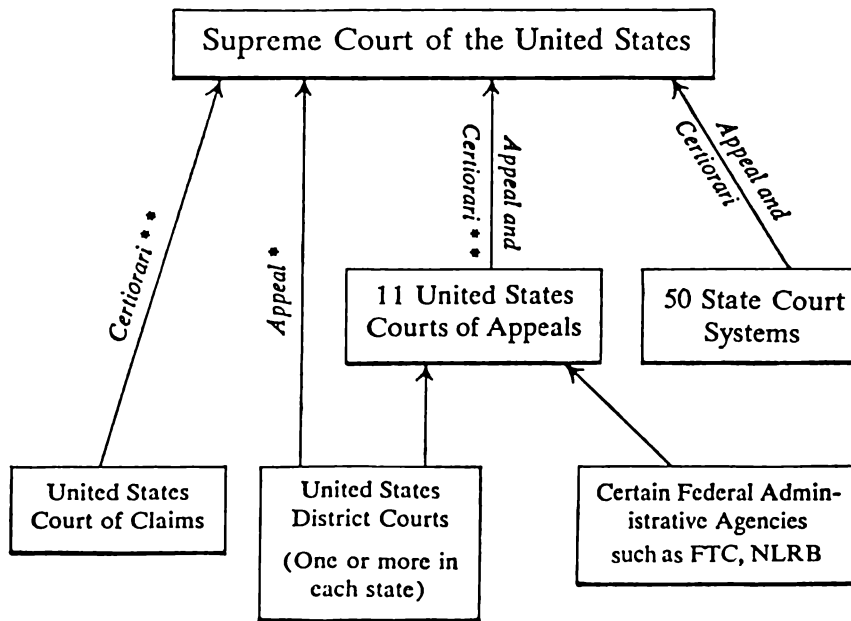 Supreme Court of the United States
Certiorari**
Appeal*
Appeal and
Certiorari**
Appeal and
Certiorari
11 United States
Courts of Appeals
50 State Court
Systems
United States
Court of Claims
United States
District Courts
(One or more in
each state)
Certain Federal Admin-
istrative Agencies
such as FTC, NLRB